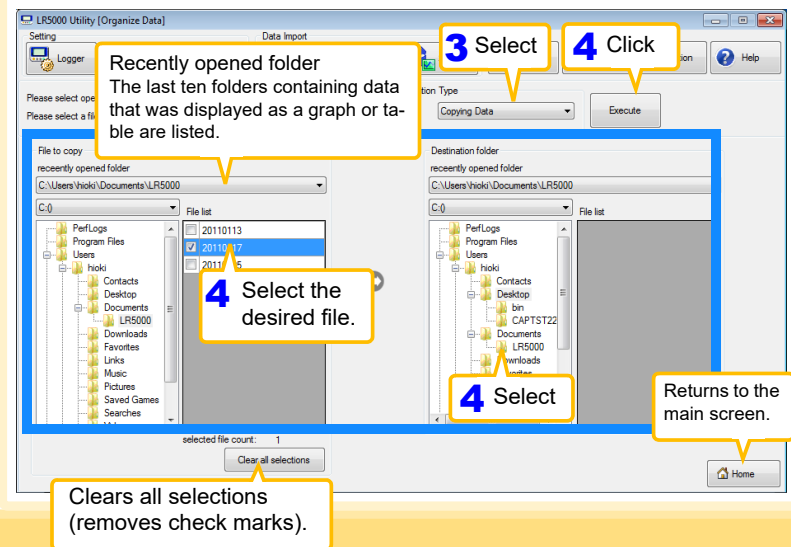 LR5000 Utility [Organize Data]
Setting
Data Import
Logger
Help
Recently opened folder
The last ten folders containing data
that was displayed as a graph or ta-
ble are listed.
3 Select
4 Click
Please select
Please select a
Type
Copying Data
Execute
File to copy
recently opened folder
C:\Users\hioki\Documents\LR5000
C:()
File list
PerfLogs
Program Files
Users
hioki
Contacts
Desktop
Documents
LR5000
Downloads
Favorites
Links
Music
Pictures
Saved Games
Searches
20110113
4 Select the
desired file.
selected file count: 1
Clear all selections
Clears all selections
(removes check marks).
Destination folder
recently opened folder
C:\Users\hioki\Documents\LR5000
C:()
File list
PerfLogs
Program Files
Users
hioki
Contacts
Desktop
bin
CAPTST22
Documents
LR5000
4 Select
Returns to the
main screen.
Home